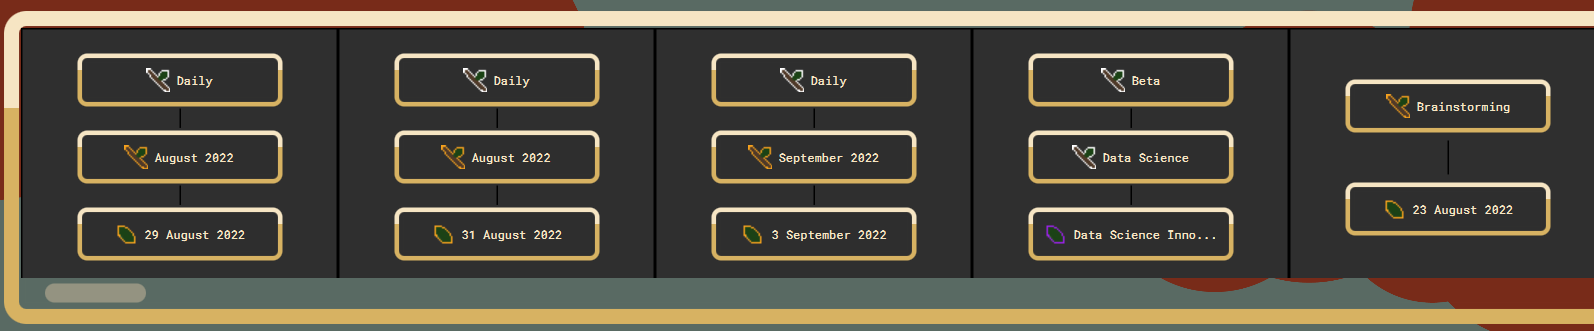 Daily
August 2022
29 August 2022
Daily
August 2022
31 August 2022
Daily
September 2022
3 September 2022
Beta
Data Science
Data Science Inno...
Brainstorming
23 August 2022